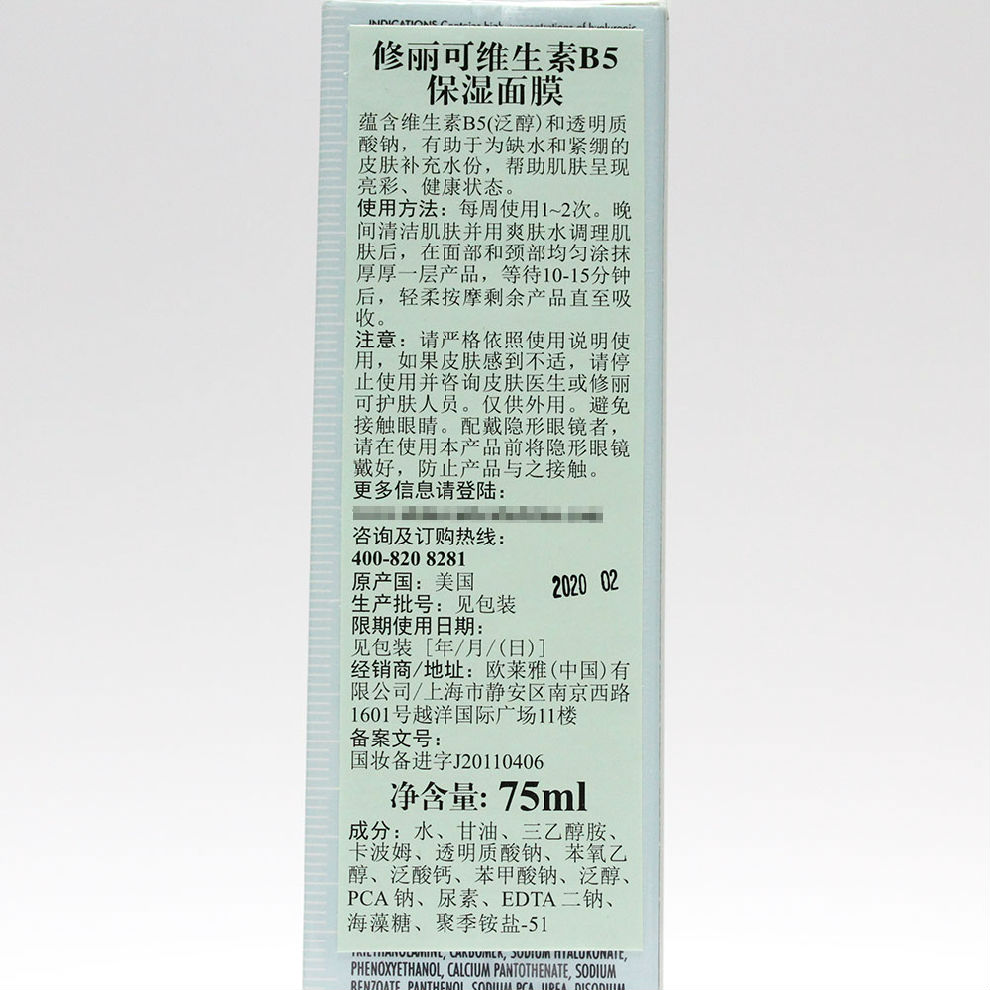 INDICATIONS Contains high concentrations of hyaluronic
修丽可维生素B5
保湿面膜
蕴含维生素B5(泛醇)和透明质
酸钠，有助于为缺水和紧绷的
皮肤补充水份，帮助肌肤呈现
亮彩、健康状态。
使用方法：每周使用1~2次。晚
间清洁肌肤并用爽肤水调理肌
肤后，在面部和颈部均匀涂抹
厚厚一层产品，等待10-15分钟
后，轻柔按摩剩余产品直至吸
收。
注意：请严格依照使用说明使
用，如果皮肤感到不适，请停
止使用并咨询皮肤医生或修丽
可护肤人员。仅供外用。避免
接触眼睛。配戴隐形眼镜者，
请在使用本产品前将隐形眼镜
戴好，防止产品与之接触。
更多信息请登陆：
咨询及订购热线：
400-820 8281
原产国：美国
2020 02
生产批号：见包装
限期使用日期：
见包装［年/月/(日)］
经销商/地址：欧莱雅(中国)有
限公司/上海市静安区南京西路
1601号越洋国际广场11楼
备案文号：
国妆备进字J20110406
净含量: 75ml
成分：水、甘油、三乙醇胺、
卡波姆、透明质酸钠、苯氧乙
醇、泛酸钙、苯甲酸钠、泛醇、
PCA 钠、尿素、EDTA 二钠、
海藻糖、聚季铵盐-51
TRIETHANOLAMINE, CARBOMER, SODIUM HYALURONATE,
PHENOXYETHANOL, CALCIUM PANTOTHENATE, SODIUM
BENZOATE, PANTHENOL, SODIUM PCA, UREA, DISODIUM